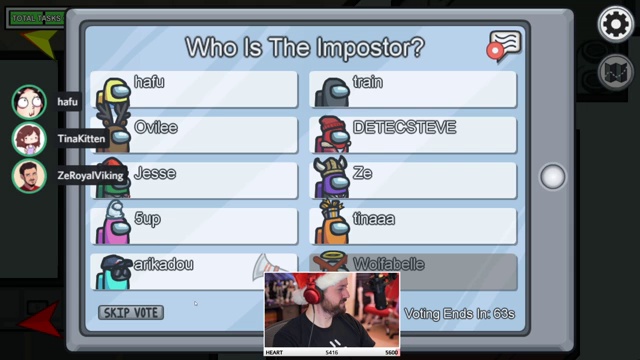 TOTAL TASKS
Who Is The Impostor?
hafu
train
hafu
Ovilee
DETECSTEVE
TinaKitten
Jesse
Ze
ZeRoyalViking
5up
tinaaa
arikadou
Wolfabelle
SKIP VOTE
Voting Ends In: 63s
HEART 5416 5600